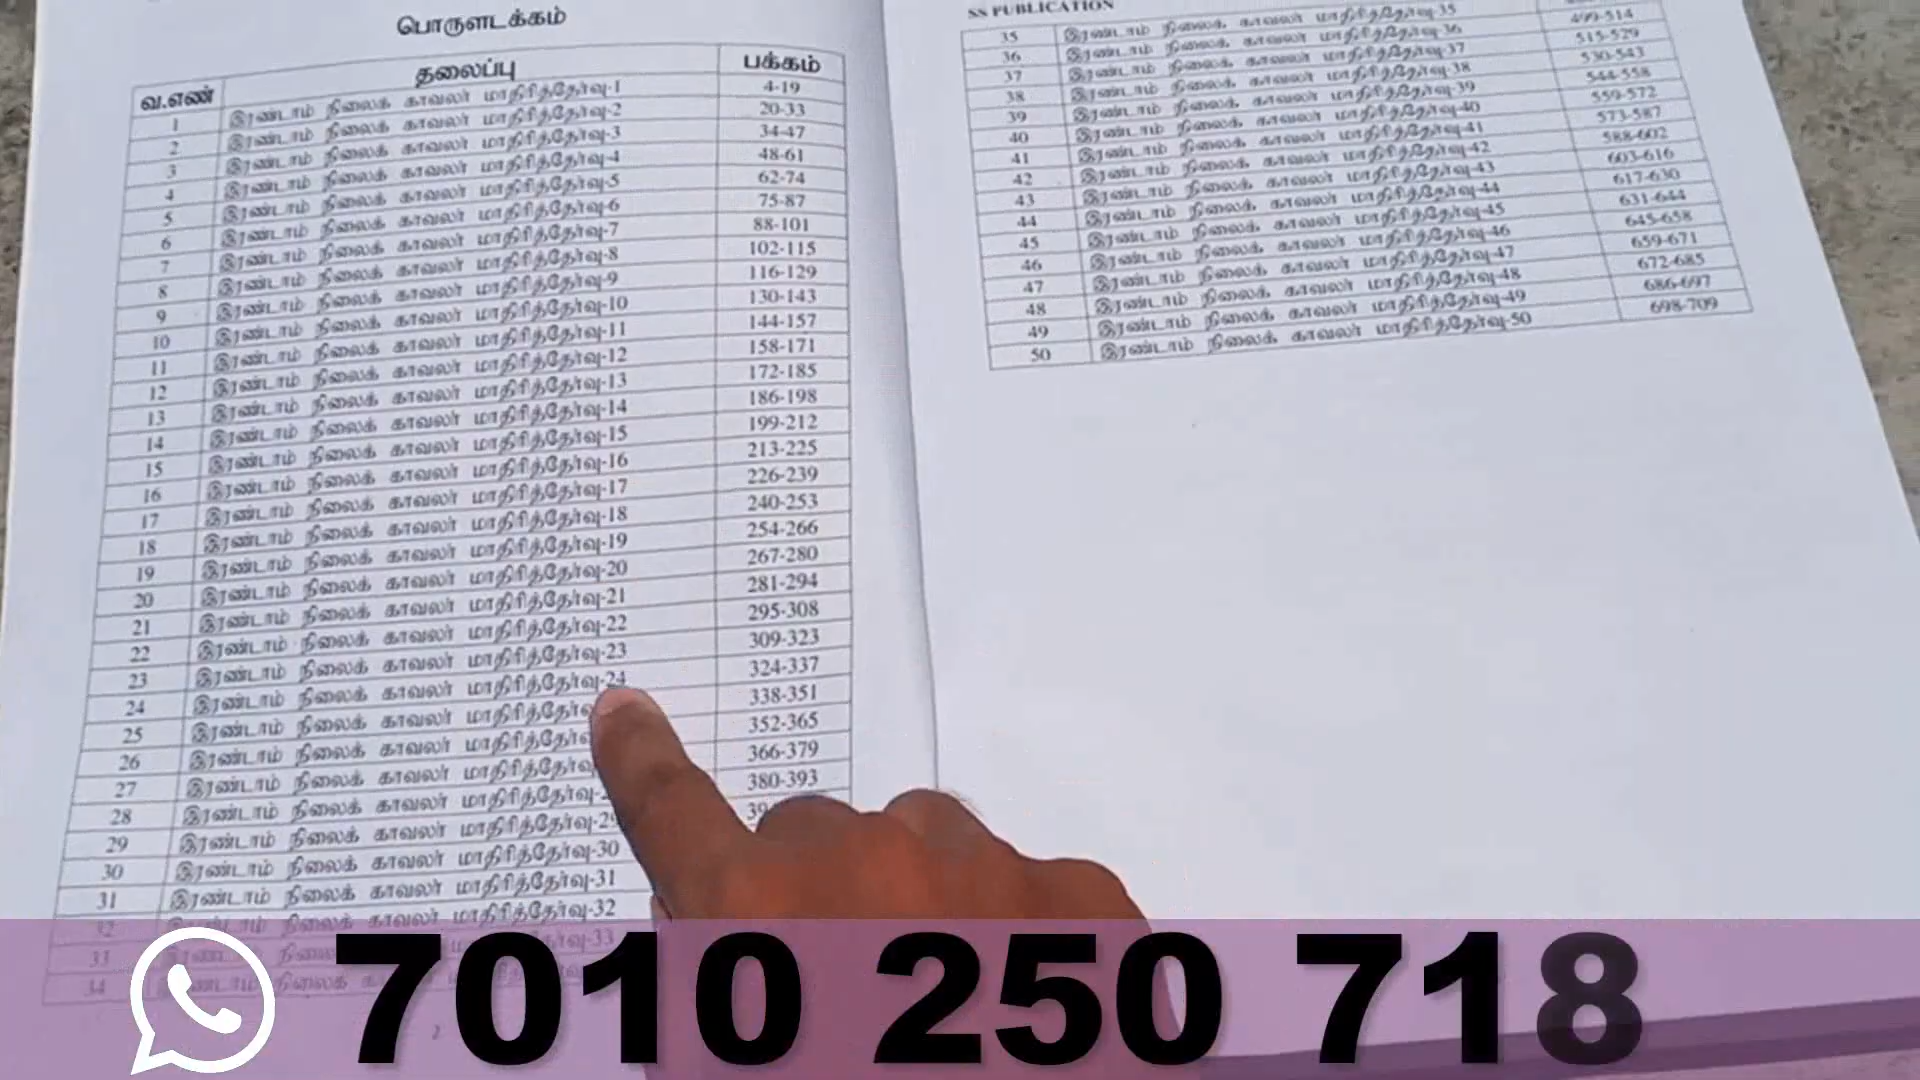 பொருளடக்கம்
வ.எண் தலைப்பு பக்கம்
1 இரண்டாம் நிலைக் காவலர் மாதிரித்தேர்வு-1 4-19
2 இரண்டாம் நிலைக் காவலர் மாதிரித்தேர்வு-2 20-33
3 இரண்டாம் நிலைக் காவலர் மாதிரித்தேர்வு-3 34-47
4 இரண்டாம் நிலைக் காவலர் மாதிரித்தேர்வு-4 48-61
5 இரண்டாம் நிலைக் காவலர் மாதிரித்தேர்வு-5 62-74
6 இரண்டாம் நிலைக் காவலர் மாதிரித்தேர்வு-6 75-87
7 இரண்டாம் நிலைக் காவலர் மாதிரித்தேர்வு-7 88-101
8 இரண்டாம் நிலைக் காவலர் மாதிரித்தேர்வு-8 102-115
9 இரண்டாம் நிலைக் காவலர் மாதிரித்தேர்வு-9 116-129
10 இரண்டாம் நிலைக் காவலர் மாதிரித்தேர்வு-10 130-143
11 இரண்டாம் நிலைக் காவலர் மாதிரித்தேர்வு-11 144-157
12 இரண்டாம் நிலைக் காவலர் மாதிரித்தேர்வு-12 158-171
13 இரண்டாம் நிலைக் காவலர் மாதிரித்தேர்வு-13 172-185
14 இரண்டாம் நிலைக் காவலர் மாதிரித்தேர்வு-14 186-198
15 இரண்டாம் நிலைக் காவலர் மாதிரித்தேர்வு-15 199-212
16 இரண்டாம் நிலைக் காவலர் மாதிரித்தேர்வு-16 213-225
17 இரண்டாம் நிலைக் காவலர் மாதிரித்தேர்வு-17 226-239
18 இரண்டாம் நிலைக் காவலர் மாதிரித்தேர்வு-18 240-253
19 இரண்டாம் நிலைக் காவலர் மாதிரித்தேர்வு-19 254-266
20 இரண்டாம் நிலைக் காவலர் மாதிரித்தேர்வு-20 267-280
21 இரண்டாம் நிலைக் காவலர் மாதிரித்தேர்வு-21 281-294
22 இரண்டாம் நிலைக் காவலர் மாதிரித்தேர்வு-22 295-308
23 இரண்டாம் நிலைக் காவலர் மாதிரித்தேர்வு-23 309-323
24 இரண்டாம் நிலைக் காவலர் மாதிரித்தேர்வு-24 324-337
25 இரண்டாம் நிலைக் காவலர் மாதிரித்தேர்வு 338-351
26 இரண்டாம் நிலைக் காவலர் மாதிரித்தேர்வு 352-365
27 இரண்டாம் நிலைக் காவலர் மாதிரித்தேர்வு 366-379
28 இரண்டாம் நிலைக் காவலர் மாதிரித்தேர்வு 380-393
29 இரண்டாம் நிலைக் காவலர் மாதிரித்தேர்வு-29
30 இரண்டாம் நிலைக் காவலர் மாதிரித்தேர்வு-30
31 இரண்டாம் நிலைக் காவலர் மாதிரித்தேர்வு-31
32 இரண்டாம் நிலைக் காவலர் மாதிரித்தேர்வு-32
33
34
SS PUBLICATION
35 இரண்டாம் நிலைக் காவலர் மாதிரித்தேர்வு-35 499-514
36 இரண்டாம் நிலைக் காவலர் மாதிரித்தேர்வு-36 515-529
37 இரண்டாம் நிலைக் காவலர் மாதிரித்தேர்வு-37 530-543
38 இரண்டாம் நிலைக் காவலர் மாதிரித்தேர்வு-38 544-558
39 இரண்டாம் நிலைக் காவலர் மாதிரித்தேர்வு-39 559-572
40 இரண்டாம் நிலைக் காவலர் மாதிரித்தேர்வு-40 573-587
41 இரண்டாம் நிலைக் காவலர் மாதிரித்தேர்வு-41 588-602
42 இரண்டாம் நிலைக் காவலர் மாதிரித்தேர்வு-42 603-616
43 இரண்டாம் நிலைக் காவலர் மாதிரித்தேர்வு-43 617-630
44 இரண்டாம் நிலைக் காவலர் மாதிரித்தேர்வு-44 631-644
45 இரண்டாம் நிலைக் காவலர் மாதிரித்தேர்வு-45 645-658
46 இரண்டாம் நிலைக் காவலர் மாதிரித்தேர்வு-46 659-671
47 இரண்டாம் நிலைக் காவலர் மாதிரித்தேர்வு-47 672-685
48 இரண்டாம் நிலைக் காவலர் மாதிரித்தேர்வு-48 686-697
49 இரண்டாம் நிலைக் காவலர் மாதிரித்தேர்வு-49 698-709
50 இரண்டாம் நிலைக் காவலர் மாதிரித்தேர்வு-50
7010 250 718